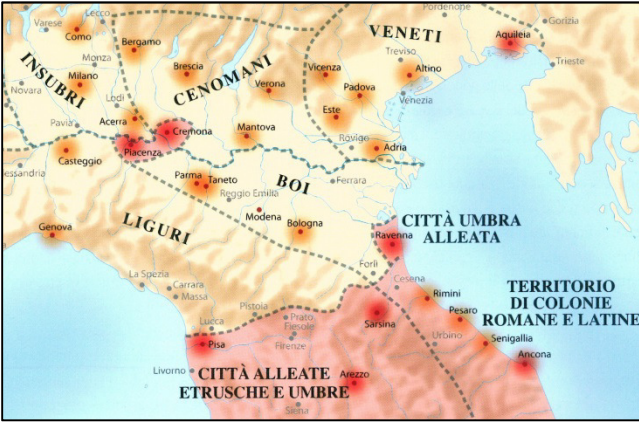 Lecco
Pordenone
Varese
Como
Gorizia
Bergamo
VENETI
Aquileia
Monza
Treviso
Trieste
INSUBRI
Milano
Brescia
CENOMANI
Vicenza
Altino
Novara
Lodi
Verona
Padova
Venezia
Pavia
Acerra
Cremona
Mantova
Este
Rovigo
Casteggio
Piacenza
Adria
Parma
Taneto
BOI
Ferrara
Reggio Emilia
Modena
Bologna
LIGURI
Genova
Ravenna
CITTÀ UMBRA
ALLEATA
Forlì
Cesena
La Spezia
Carrara
Massa
Rimini
TERRITORIO
DI COLONIE
ROMANE E LATINE
Pistoia
Prato
Fiesole
Firenze
Lucca
Pisa
Sarsina
Pesaro
Urbino
Senigallia
Livorno
CITTÀ ALLEATE
ETRUSCHE E UMBRE
Arezzo
Ancona
Siena